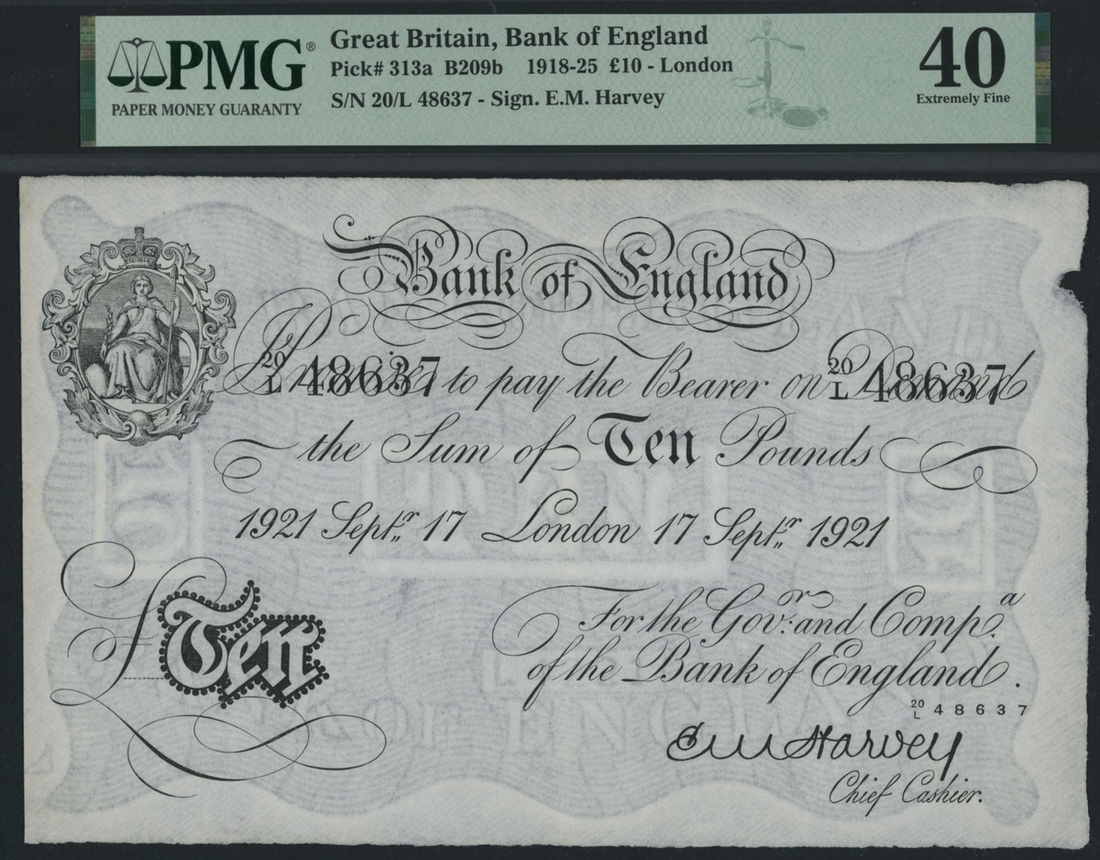 PMG®
PAPER MONEY GUARANTY
Great Britain, Bank of England
Pick# 313a B209b 1918-25 £10 - London
S/N 20/L 48637 - Sign. E.M. Harvey
40
Extremely Fine
Bank of England
20/L 48637 20/L 48637
I Promise to pay the Bearer on Demand
the Sum of Ten Pounds
1921 Septr. 17 London 17 Septr. 1921
For the Govr. and Compa.
of the Bank of England.
£Ten
20/L 48637
E M Harvey
Chief Cashier.